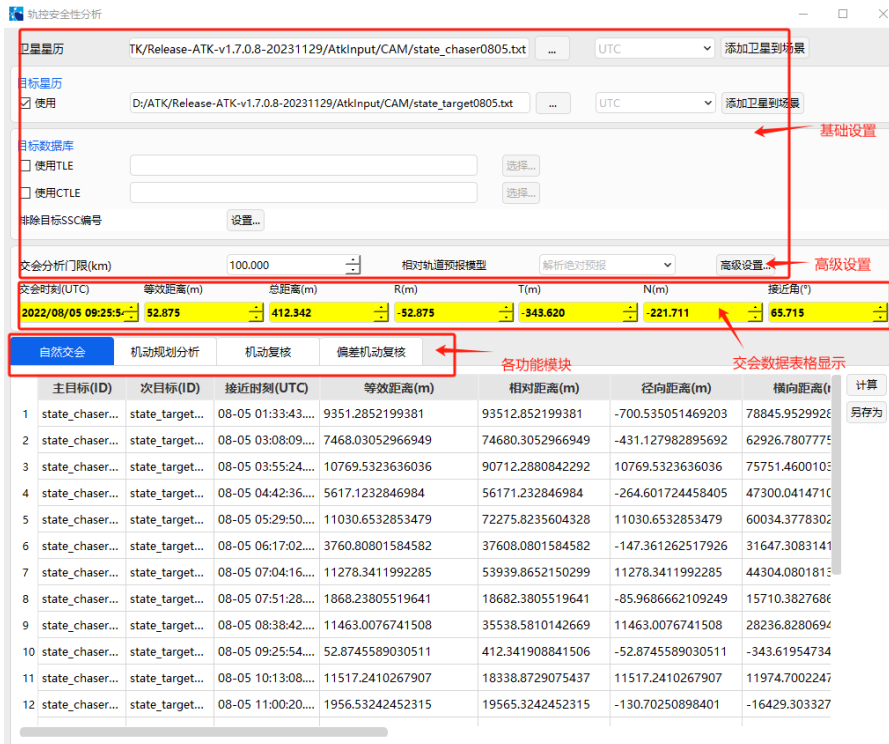 轨控安全性分析
卫星星历 TK/Release-ATK-v1.7.0.8-20231129/AtkInput/CAM/state_chaser0805.txt ... UTC 添加卫星到场景
目标星历
使用 D:/ATK/Release-ATK-v1.7.0.8-20231129/AtkInput/CAM/state_target0805.txt ... UTC 添加卫星到场景
基础设置
目标数据库
使用TLE 选择...
使用CTLE 选择...
排除目标SSC编号 设置...
交会分析门限(km) 100.000 相对轨道预报模型 解析绝对预报 高级设置... 高级设置
交会时刻(UTC) 等效距离(m) 总距离(m) R(m) T(m) N(m) 接近角(°)
2022/08/05 09:25:54 52.875 412.342 -52.875 -343.620 -221.711 65.715
自然交会 机动规划分析 机动复核 偏差机动复核 各功能模块 交会数据表格显示
主目标(ID) 次目标(ID) 接近时刻(UTC) 等效距离(m) 相对距离(m) 径向距离(m) 横向距离(r 计算
1 state_chaser... state_target... 08-05 01:33:43.... 9351.2852199381 93512.852199381 -700.535051469203 78845.9529928 另存为
2 state_chaser... state_target... 08-05 03:08:09.... 7468.03052966949 74680.3052966949 -431.127982895692 62926.7807775
3 state_chaser... state_target... 08-05 03:55:24.... 10769.5323636036 90712.2880842292 10769.5323636036 75751.4600103
4 state_chaser... state_target... 08-05 04:42:36.... 5617.1232846984 56171.232846984 -264.601724458405 47300.0414710
5 state_chaser... state_target... 08-05 05:29:50.... 11030.6532853479 72275.8235604328 11030.6532853479 60034.3778302
6 state_chaser... state_target... 08-05 06:17:02.... 3760.80801584582 37608.0801584582 -147.361262517926 31647.3083141
7 state_chaser... state_target... 08-05 07:04:16.... 11278.3411992285 53939.8652150299 11278.3411992285 44304.0801813
8 state_chaser... state_target... 08-05 07:51:28.... 1868.23805519641 18682.3805519641 -85.9686662109249 15710.3827686
9 state_chaser... state_target... 08-05 08:38:42.... 11463.0076741508 35538.5810142669 11463.0076741508 28236.8280694
10 state_chaser... state_target... 08-05 09:25:54.... 52.8745589030511 412.341908841506 -52.8745589030511 -343.61954734
11 state_chaser... state_target... 08-05 10:13:08.... 11517.2410267907 18338.8729075437 11517.2410267907 11974.7002247
12 state_chaser... state_target... 08-05 11:00:20.... 1956.53242452315 19565.3242452315 -130.70250898401 -16429.303327